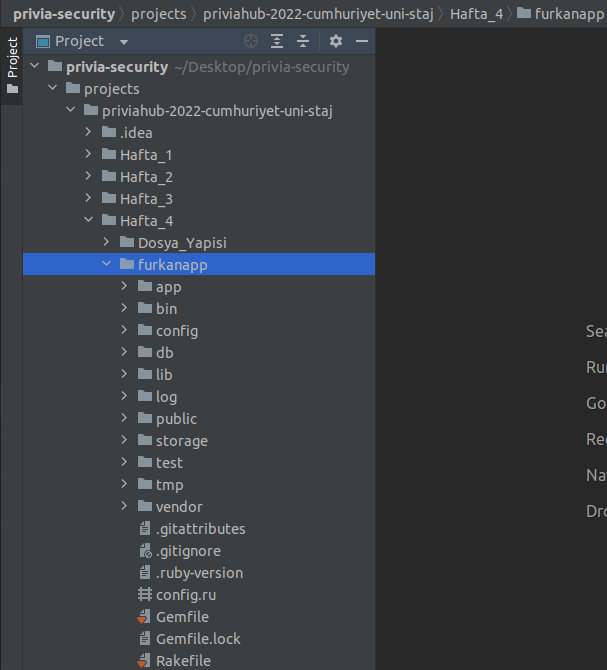 privia-security projects priviahub-2022-cumhuriyet-uni-staj Hafta_4 furkanapp
Project
Project
privia-security ~/Desktop/privia-security
projects
priviahub-2022-cumhuriyet-uni-staj
.idea
Hafta_1
Hafta_2
Hafta_3
Hafta_4
Dosya_Yapisi
furkanapp
app
bin
config
db
lib
log
public
storage
test
tmp
vendor
.gitattributes
.gitignore
.ruby-version
config.ru
Gemfile
Gemfile.lock
Rakefile
Sea
Ru
Go
Re
Na
Dro